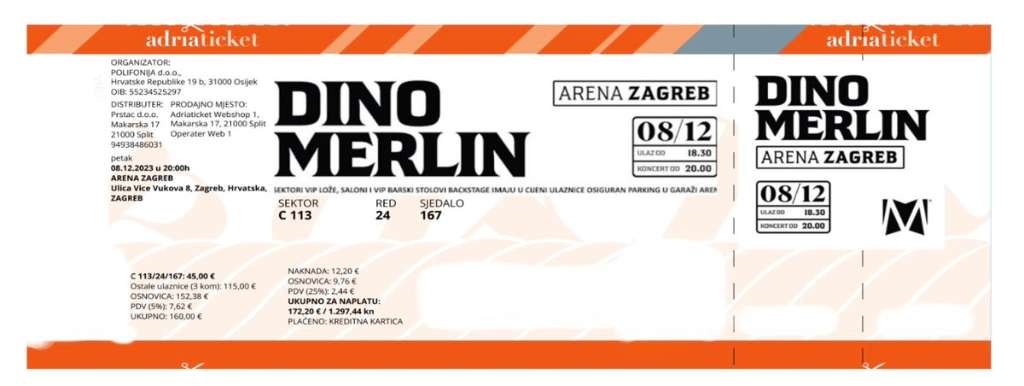 adriaticket
ORGANIZATOR:
POLIFONIJA d.o.o.,
Hrvatske Republike 19 b, 31000 Osijek
OIB: 55234525297
DISTRIBUTER: PRODAJNO MJESTO:
Prstac d.o.o. Adriaticket Webshop 1,
Makarska 17 Makarska 17, 21000 Split
21000 Split Operater Web 1
94938486031
petak
08.12.2023 u 20:00h
ARENA ZAGREB
Ulica Vice Vukova 8, Zagreb, Hrvatska,
ZAGREB
DINO
MERLIN
ARENA ZAGREB
08/12
ULAZ OD 18.30
KONCERT OD 20.00
SEKTORI VIP LOŽE, SALONI I VIP BARSKI STOLOVI BACKSTAGE IMAJU U CIJENI ULAZNICE OSIGURAN PARKING U GARAŽI AREN
SEKTOR RED SJEDALO
C 113 24 167
C 113/24/167: 45,00 €
Ostale ulaznice (3 kom): 115,00 €
OSNOVICA: 152,38 €
PDV (5%): 7,62 €
UKUPNO: 160,00 €
NAKNADA: 12,20 €
OSNOVICA: 9,76 €
PDV (25%): 2,44 €
UKUPNO ZA NAPLATU:
172,20 € / 1.297,44 kn
PLAĆENO: KREDITNA KARTICA
adriaticket
DINO
MERLIN
ARENA ZAGREB
08/12
ULAZ OD 18.30
KONCERT OD 20.00
M